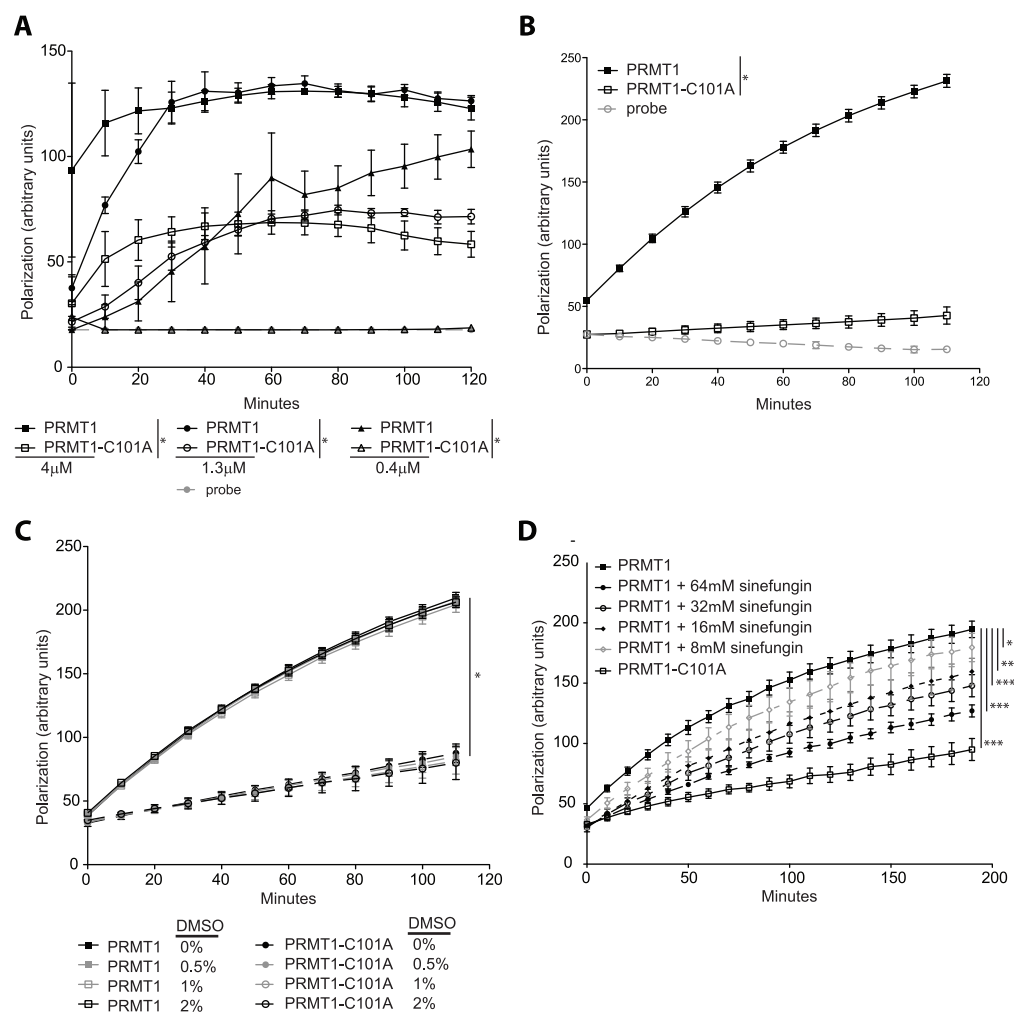 A
Polarization (arbitrary units)
150
100
50
0
0 20 40 60 80 100 120
Minutes
PRMT1 PRMT1 PRMT1
PRMT1-C101A * PRMT1-C101A * PRMT1-C101A *
4μM 1.3μM 0.4μM
probe
B
Polarization (arbitrary units)
250
200
150
100
50
0
PRMT1
PRMT1-C101A *
probe
0 20 40 60 80 100 120
Minutes
C
Polarization (arbitrary units)
250
200
150
100
50
0
*
0 20 40 60 80 100 120
Minutes
DMSO DMSO
PRMT1 0% PRMT1-C101A 0%
PRMT1 0.5% PRMT1-C101A 0.5%
PRMT1 1% PRMT1-C101A 1%
PRMT1 2% PRMT1-C101A 2%
D
-
Polarization (arbitrary units)
250
200
150
100
50
0
PRMT1
PRMT1 + 64mM sinefungin
PRMT1 + 32mM sinefungin
PRMT1 + 16mM sinefungin
PRMT1 + 8mM sinefungin
PRMT1-C101A
*
**
***
***
***
0 50 100 150 200
Minutes